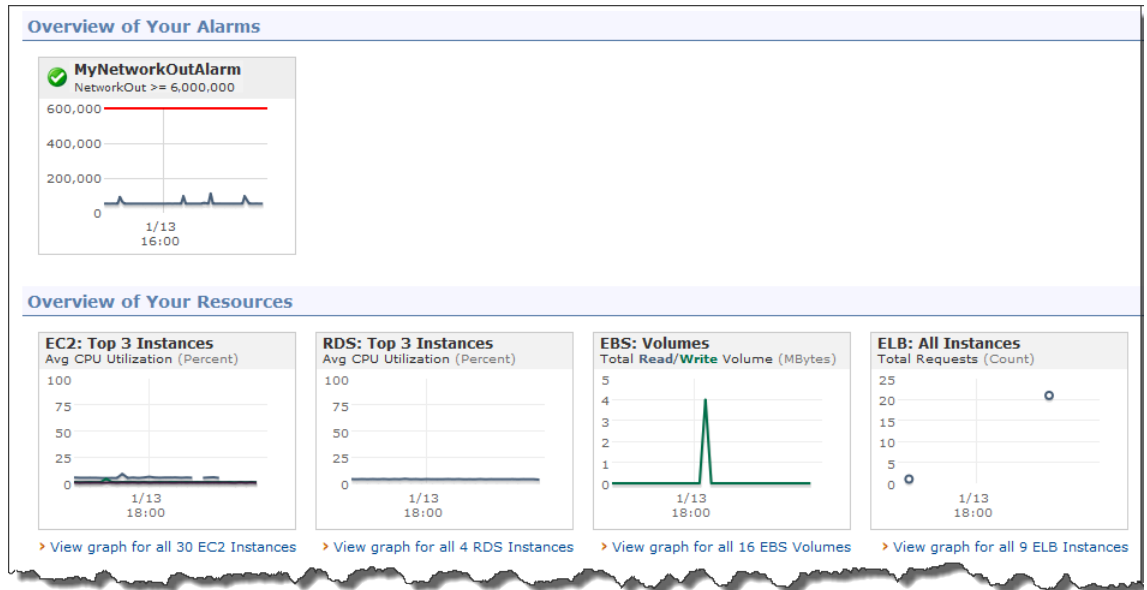 Overview of Your Alarms
MyNetworkOutAlarm
NetworkOut >= 6,000,000
600,000
400,000
200,000
0
1/13
16:00
Overview of Your Resources
EC2: Top 3 Instances
Avg CPU Utilization (Percent)
100
75
50
25
0
1/13
18:00
> View graph for all 30 EC2 Instances
RDS: Top 3 Instances
Avg CPU Utilization (Percent)
100
75
50
25
0
1/13
18:00
> View graph for all 4 RDS Instances
EBS: Volumes
Total Read/Write Volume (MBytes)
5
4
3
2
1
0
1/13
18:00
> View graph for all 16 EBS Volumes
ELB: All Instances
Total Requests (Count)
25
20
15
10
5
0
1/13
18:00
> View graph for all 9 ELB Instances